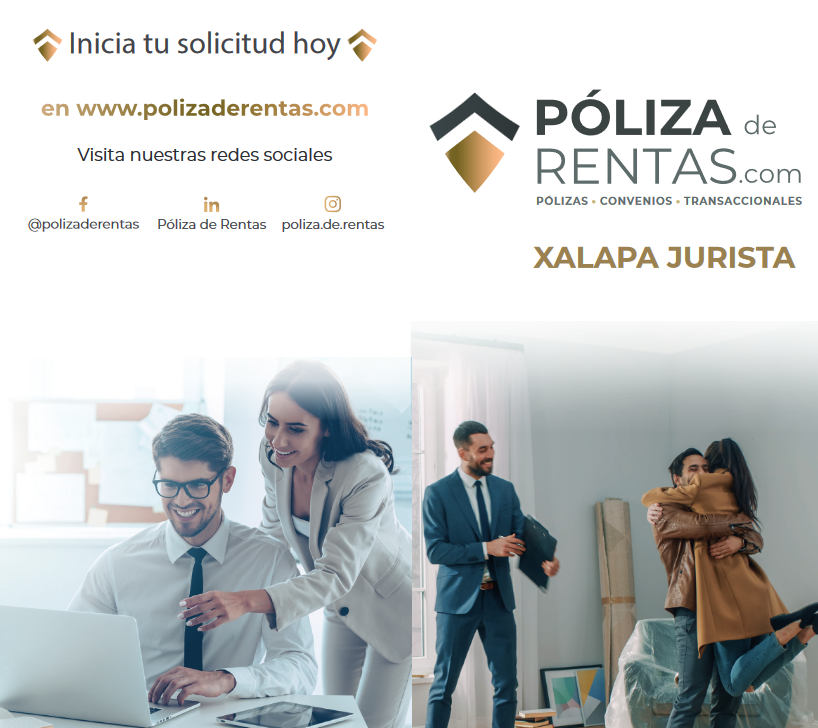 Inicia tu solicitud hoy
en www.polizaderentas.com
Visita nuestras redes sociales
@polizaderentas
Póliza de Rentas
poliza.de.rentas
PÓLIZA de
RENTAS.com
PÓLIZAS • CONVENIOS • TRANSACCIONALES
XALAPA JURISTA